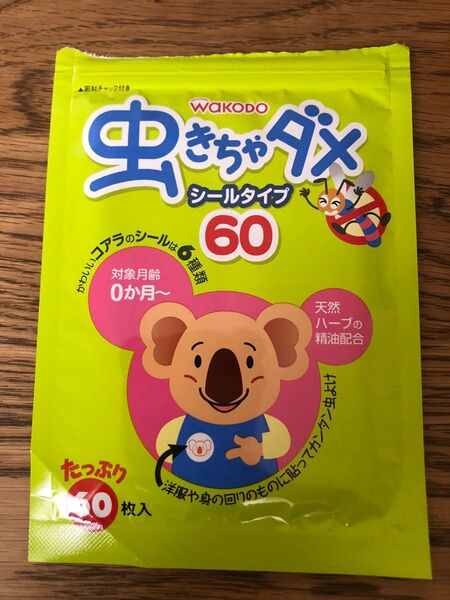 ▲密封チャック付き
WAKODO
虫きちゃダメ
シールタイプ
60
かわいいコアラのシールは6種類
対象月齢
0か月〜
天然
ハーブの
精油配合
洋服や身の回りのものに貼ってカンタン虫よけ
たっぷり
60枚入